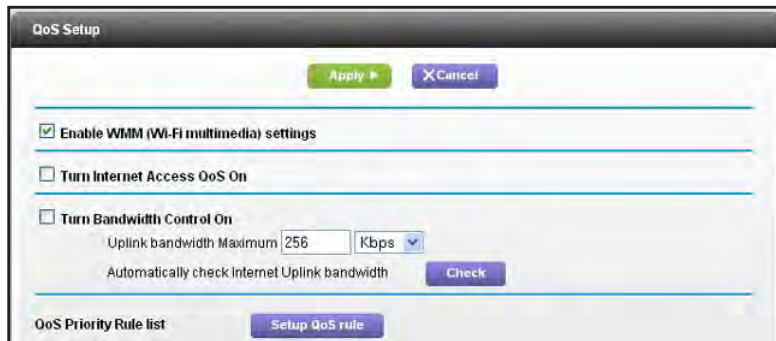 QoS Setup
Apply
Cancel
Enable WMM (Wi-Fi multimedia) settings
Turn Internet Access QoS On
Turn Bandwidth Control On
Uplink bandwidth Maximum 256 Kbps
Automatically check Internet Uplink bandwidth Check
QoS Priority Rule list Setup QoS rule